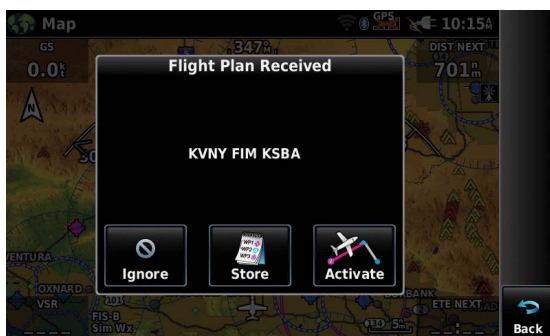 Map
GPS
10:15
GS
347
DIST NEXT
0.0
701
Flight Plan Received
KVNY FIM KSBA
Ignore
Store
Activate
VENTURA
OXNARD
VSR
BANK
ETE NEXT
FIS-B
Sim Wx
5
Back